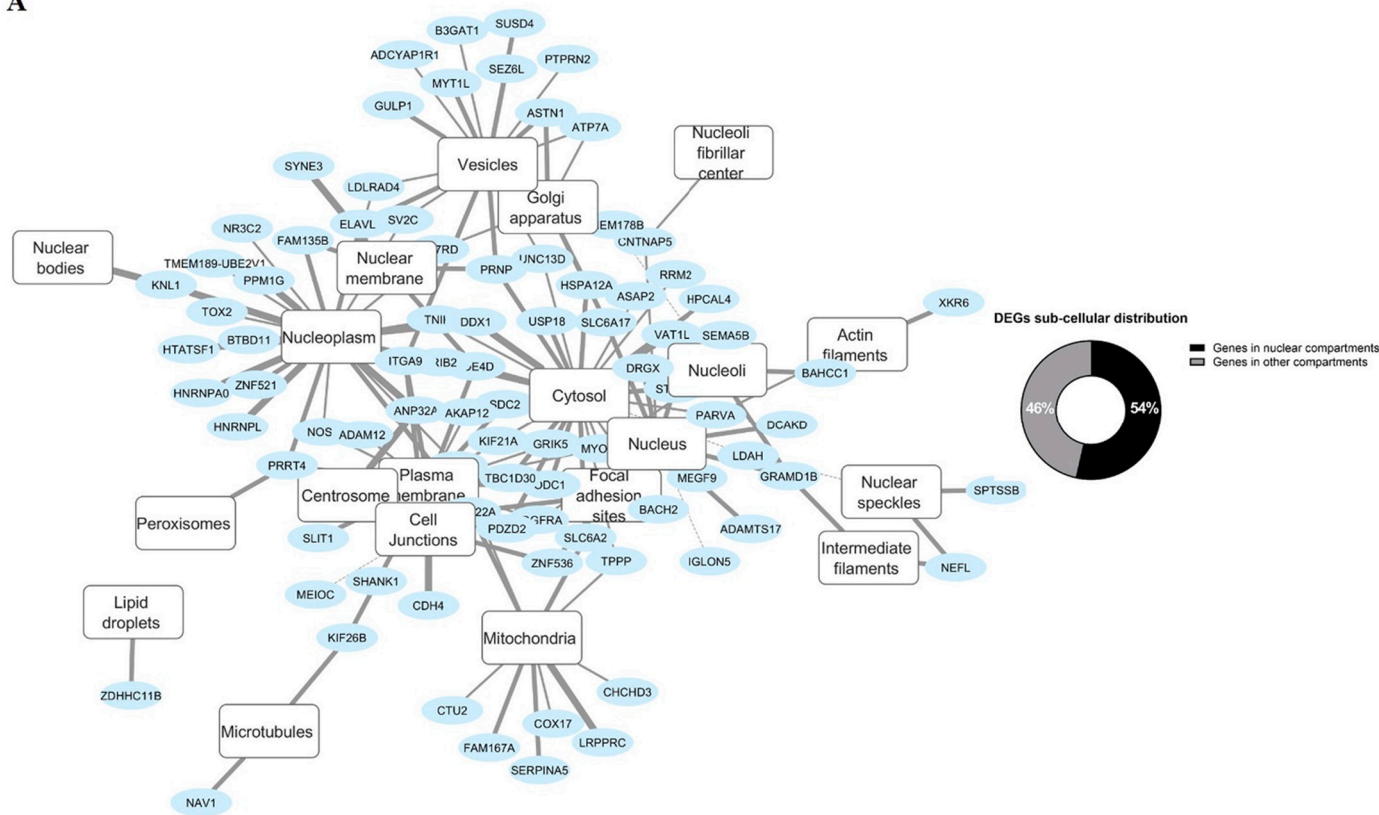 A
SUSD4
B3GAT1
ADCYAP1R1
PTPRN2
SEZ6L
MYT1L
GULP1
ASTN1
ATP7A
Nucleoli
fibrillar
center
Vesicles
SYNE3
LDLRAD4
Golgi
apparatus
NR3C2
ELAVL
SV2C
FAM135B
CNTNAP5
Nuclear
bodies
Nuclear
membrane
UNC13D
TMEM189-UBE2V1
PRNP
RRM2
KNL1
PPM1G
HSPA12A
ASAP2
HPCAL4
XKR6
TOX2
DDX1
USP18
SLC6A17
DEGs sub-cellular distribution
Nucleoplasm
VAT1L
SEMA5B
Actin
filaments
HTATSF1
BTBD11
Genes in nuclear compartments
Genes in other compartments
ITGA9
DRGX
Nucleoli
BAHCC1
HNRNPA0
ZNF521
Cytosol
46%
54%
ANP32A
AKAP12
SDC2
PARVA
HNRNPL
NOS
ADAM12
DCAKD
KIF21A
GRIK5
MYO
Nucleus
LDAH
PRRT4
Plasma
TBC1D30
Focal
adhesion
sites
MEGF9
GRAMD1B
Nuclear
speckles
SPTSSB
Centrosome
Peroxisomes
Cell
Junctions
BACH2
ADAMTS17
PDZD2
SLIT1
SLC6A2
Intermediate
filaments
ZNF536
TPPP
IGLON5
NEFL
SHANK1
MEIOC
CDH4
Lipid
droplets
KIF26B
Mitochondria
ZDHHC11B
CHCHD3
CTU2
COX17
Microtubules
FAM167A
LRPPRC
SERPINA5
NAV1